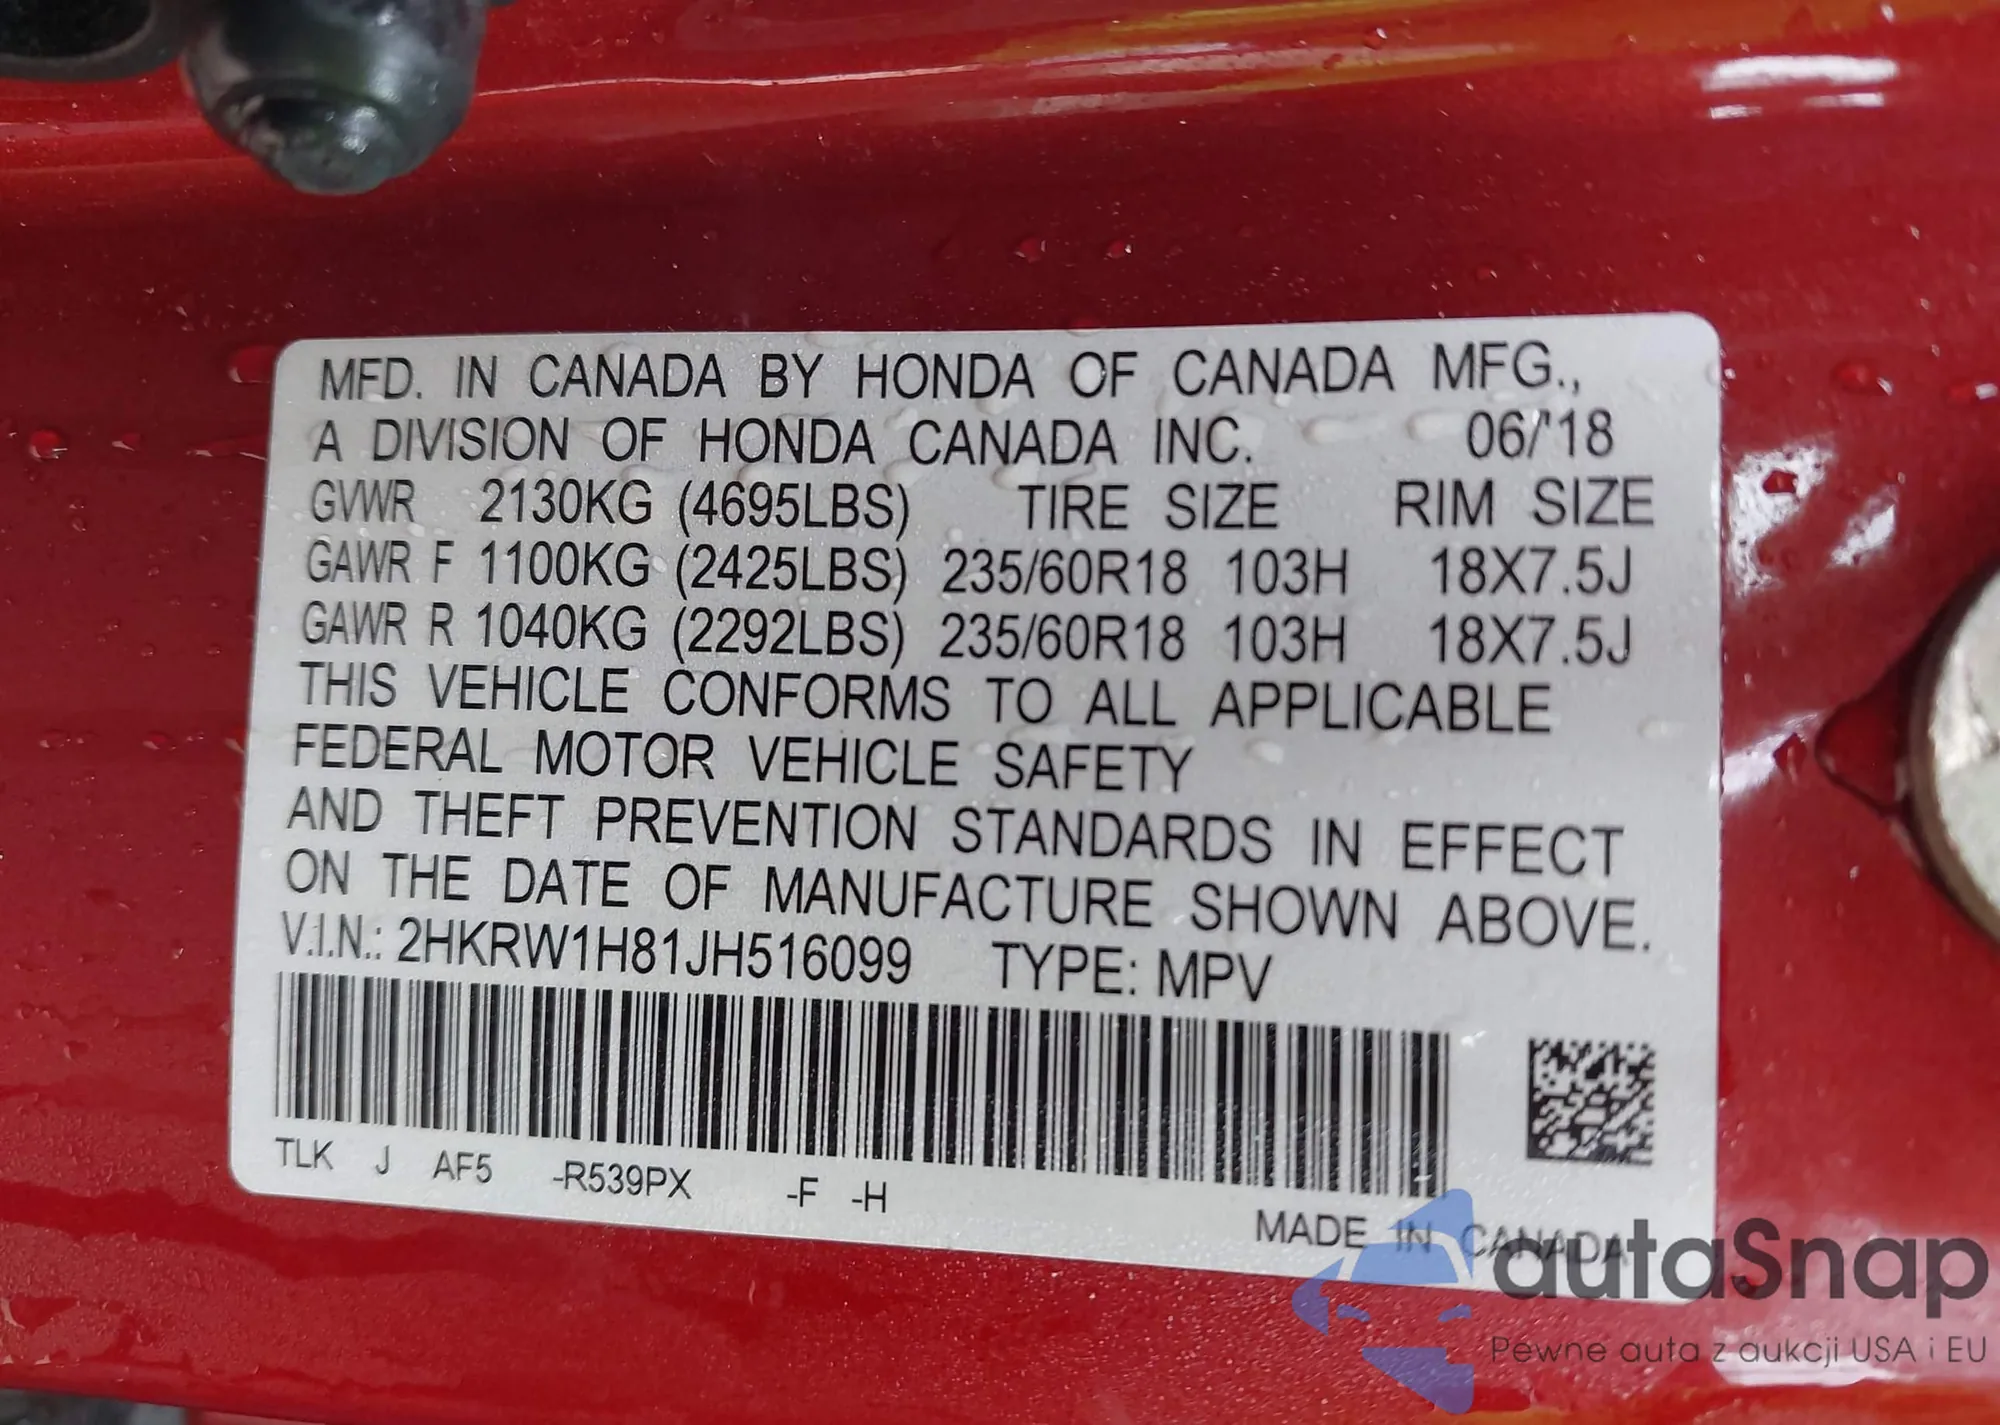 MFD. IN CANADA BY HONDA OF CANADA MFG.,
A DIVISION OF HONDA CANADA INC. 06/'18
GVWR 2130KG (4695LBS) TIRE SIZE RIM SIZE
GAWR F 1100KG (2425LBS) 235/60R18 103H 18X7.5J
GAWR R 1040KG (2292LBS) 235/60R18 103H 18X7.5J
THIS VEHICLE CONFORMS TO ALL APPLICABLE
FEDERAL MOTOR VEHICLE SAFETY
AND THEFT PREVENTION STANDARDS IN EFFECT
ON THE DATE OF MANUFACTURE SHOWN ABOVE.
V.I.N.: 2HKRW1H81JH516099 TYPE: MPV
TLK J AF5 -R539PX -F -H
MADE IN CANADA
autaSnap
Pewne auta z aukcji USA i EU